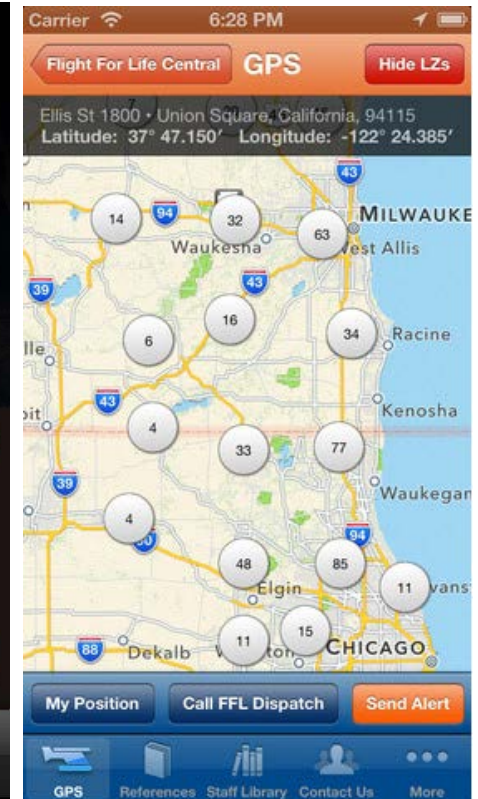 Carrier 6:28 PM
Flight For Life Central GPS Hide LZs
Ellis St 1800 • Union Square, California, 94115
Latitude: 37° 47.150′ Longitude: -122° 24.385′
43
14 94 32 63 MILWAUKE
Waukesha West Allis
39 43
16
6 34 Racine
lle
43 Kenosha
oit 4
33 77
39 Waukegan
4
94
48 85
Elgin 11 vans
15
88 Dekalb 11 ton CHICAGO
My Position Call FFL Dispatch Send Alert
GPS References Staff Library Contact Us More